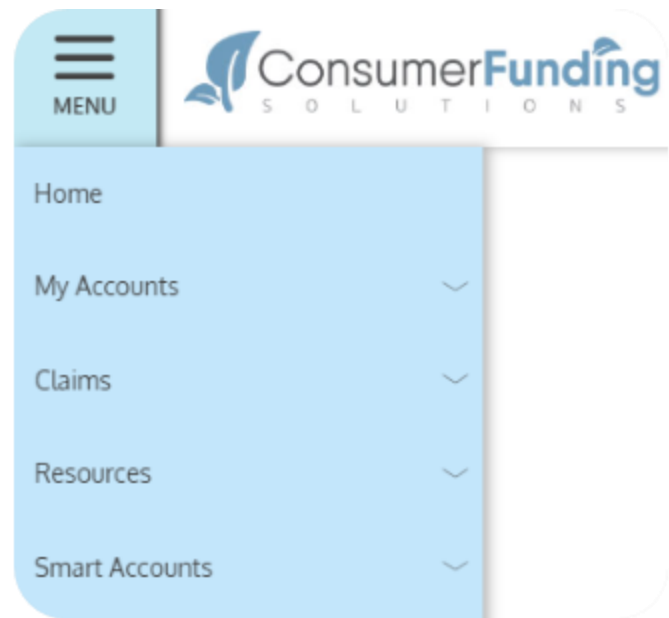 MENU
ConsumerFunding
SOLUTIONS
Home
My Accounts
Claims
Resources
Smart Accounts